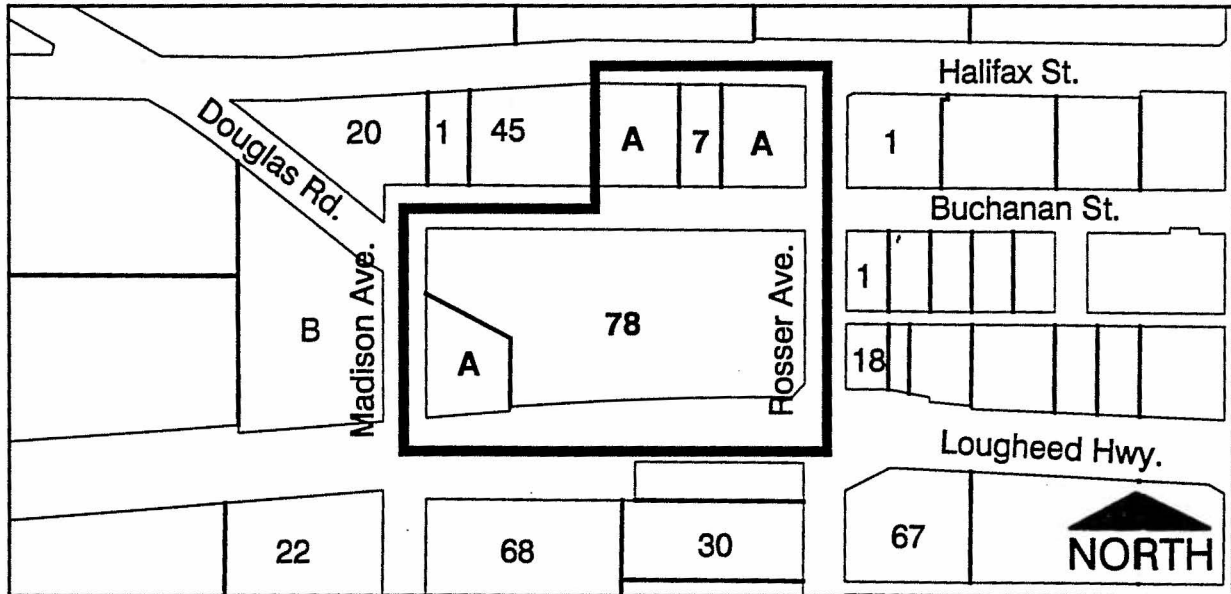 Halifax St.
20
1
45
A
7
A
1
Douglas Rd.
Buchanan St.
Madison Ave.
Rosser Ave.
1
B
78
A
18
Lougheed Hwy.
22
68
30
67
NORTH